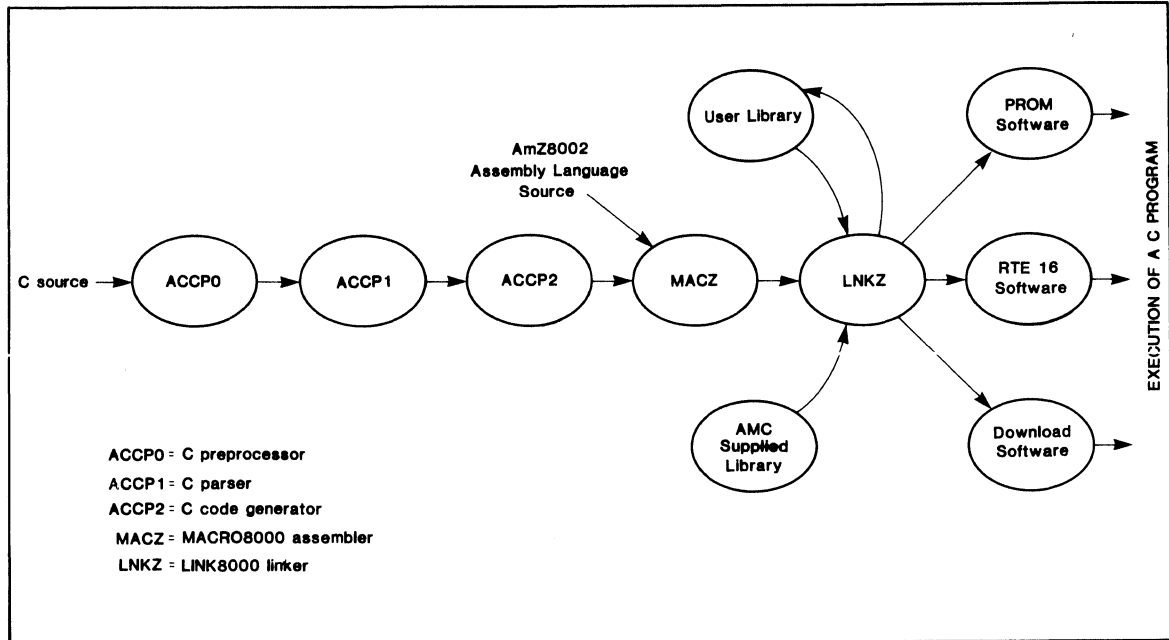 User Library
PROM
Software
AmZ8002
Assembly Language
Source
C source
ACCP0
ACCP1
ACCP2
MACZ
LNKZ
RTE 16
Software
AMC
Supplied
Library
Download
Software
EXECUTION OF A C PROGRAM
ACCP0 = C preprocessor
ACCP1 = C parser
ACCP2 = C code generator
MACZ = MACRO8000 assembler
LNKZ = LINK8000 linker